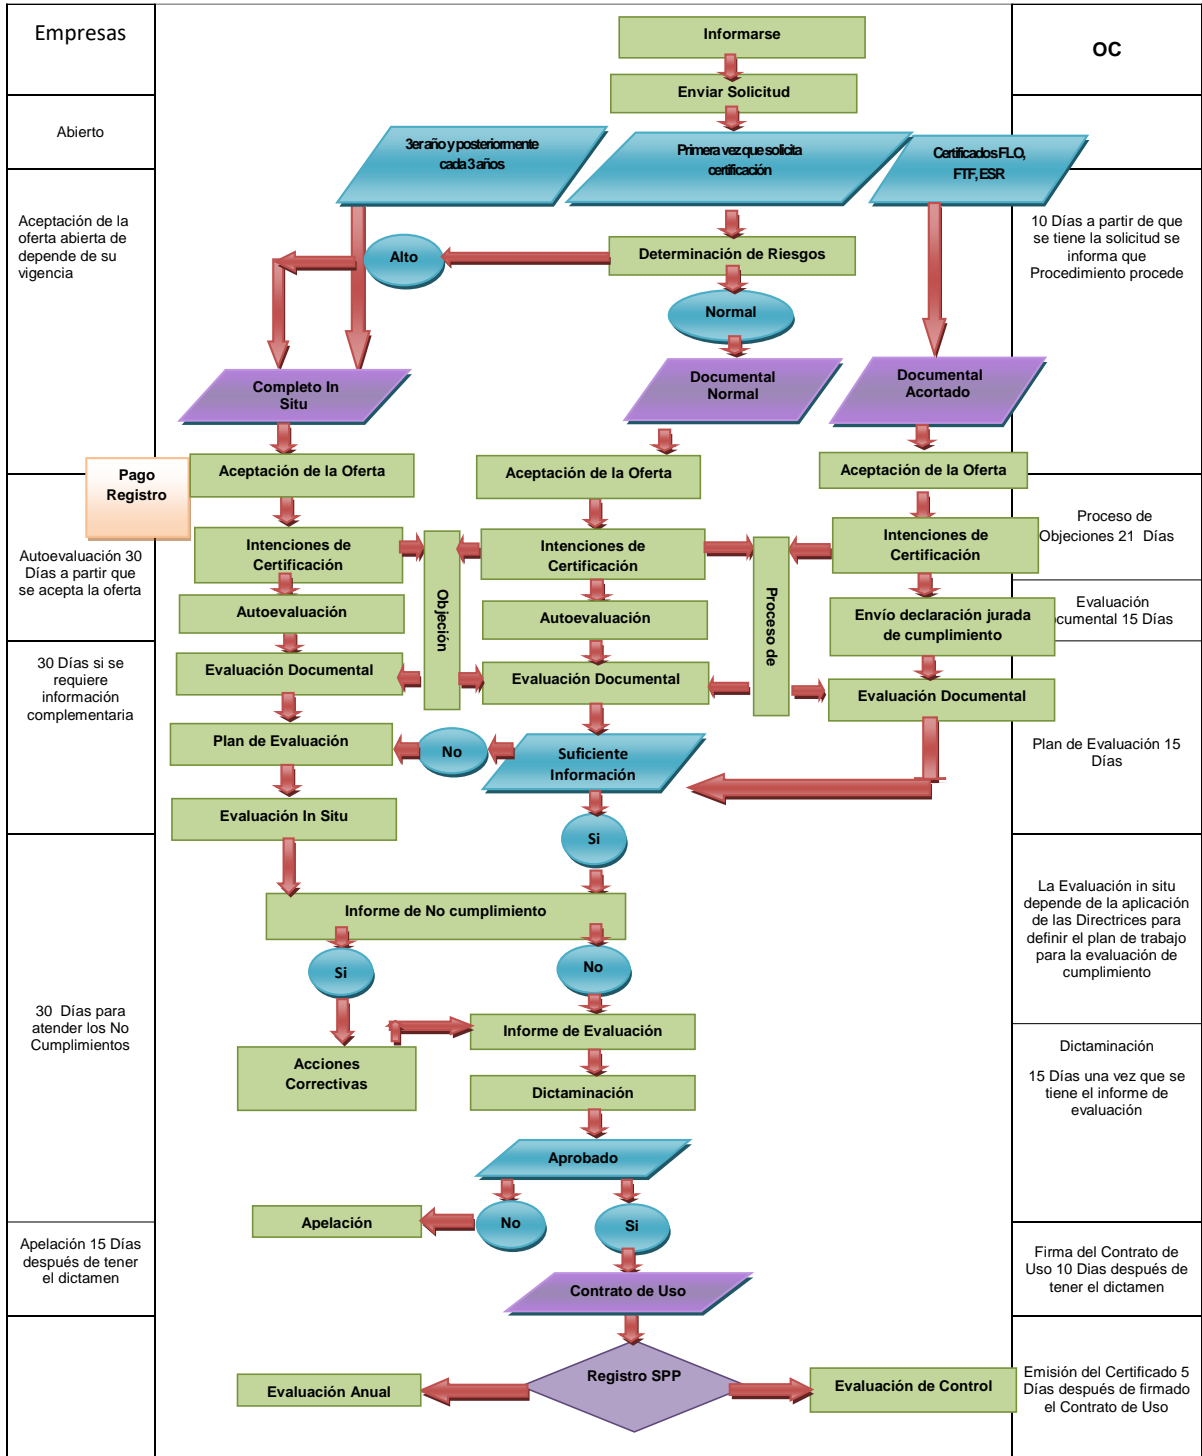 Empresas
OC
Informarse
Enviar Solicitud
Abierto
3er año y posteriormente
cada 3 años
Primera vez que solicita
certificación
Certificados FLO,
FTF, ESR
Aceptación de la
oferta abierta de
depende de su
vigencia
10 Días a partir de que
se tiene la solicitud se
informa que
Procedimiento procede
Alto
Determinación de Riesgos
Normal
Completo In
Situ
Documental
Normal
Documental
Acortado
Pago
Registro
Aceptación de la Oferta
Aceptación de la Oferta
Aceptación de la Oferta
Autoevaluación 30
Días a partir que
se acepta la oferta
Proceso de
Objeciones 21 Días
Intenciones de
Certificación
Objeción
Intenciones de
Certificación
Proceso de
Intenciones de
Certificación
Autoevaluación
Autoevaluación
Envío declaración jurada
de cumplimiento
Evaluación
ocumental 15 Días
30 Días si se
requiere
información
complementaria
Evaluación Documental
Evaluación Documental
Evaluación Documental
Plan de Evaluación
No
Suficiente
Información
Plan de Evaluación 15
Días
Evaluación In Situ
Si
Informe de No cumplimiento
La Evaluación in situ
depende de la aplicación
de las Directrices para
definir el plan de trabajo
para la evaluación de
cumplimiento
Si
No
30 Días para
atender los No
Cumplimientos
Informe de Evaluación
Acciones
Correctivas
Dictaminación
Dictaminación
15 Días una vez que se
tiene el informe de
evaluación
Aprobado
Apelación
No
Si
Apelación 15 Días
después de tener
el dictamen
Firma del Contrato de
Uso 10 Dias después de
tener el dictamen
Contrato de Uso
Registro SPP
Evaluación Anual
Evaluación de Control
Emisión del Certificado 5
Días después de firmado
el Contrato de Uso